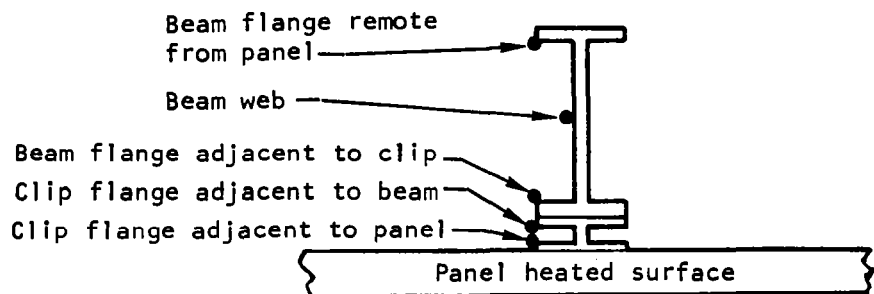 Beam flange remote
from panel
Beam web
Beam flange adjacent to clip
Clip flange adjacent to beam
Clip flange adjacent to panel
Panel heated surface